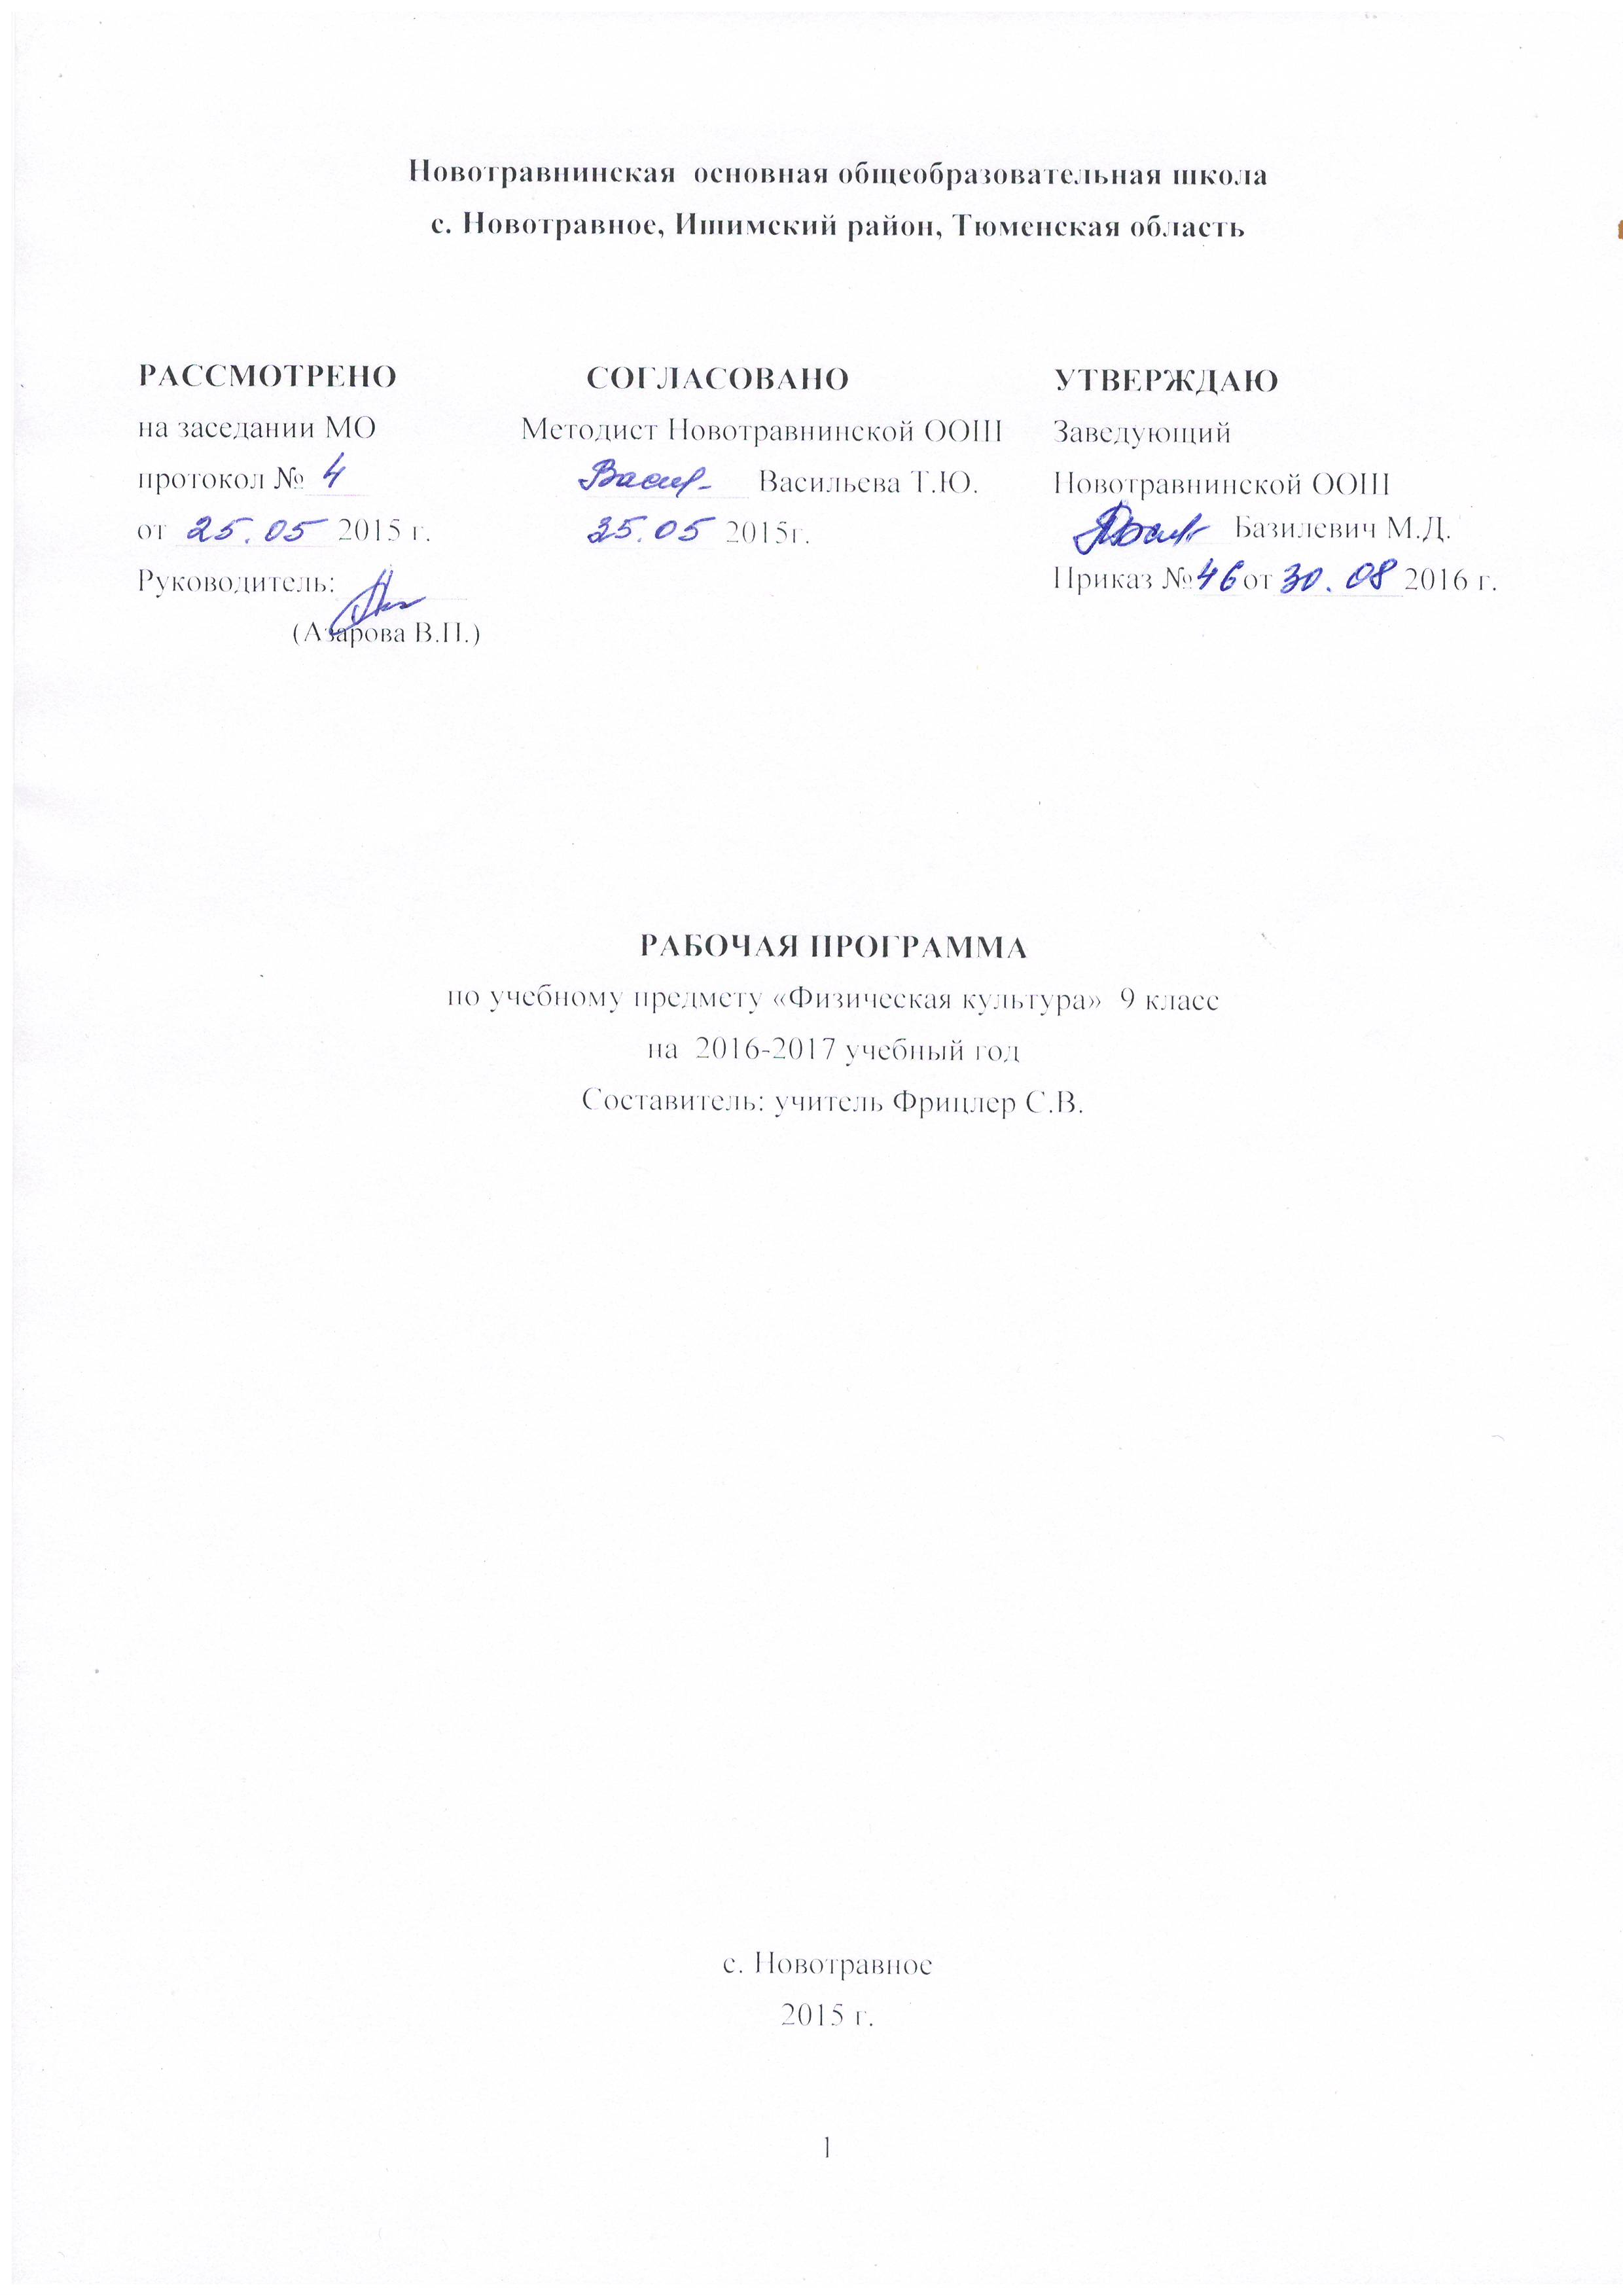 Новотравнинская основная общеобразовательная школа
с. Новотравное, Ишимский район, Тюменская область
РАССМОТРЕНО
на заседании МО
протокол № 4
от 25.05 2015 г.
Руководитель:
(Азарова В.П.)
СОГЛАСОВАНО
Методист Новотравнинской ООШ
Васильева Т.Ю.
25.05 2015г.
УТВЕРЖДАЮ
Заведующий
Новотравнинской ООШ
Базилевич М.Д.
Приказ № 46 от 30.08 2016 г.
РАБОЧАЯ ПРОГРАММА
по учебному предмету «Физическая культура» 9 класс
на 2016-2017 учебный год
Составитель: учитель Фрицлер С.В.
с. Новотравное
2015 г.
1